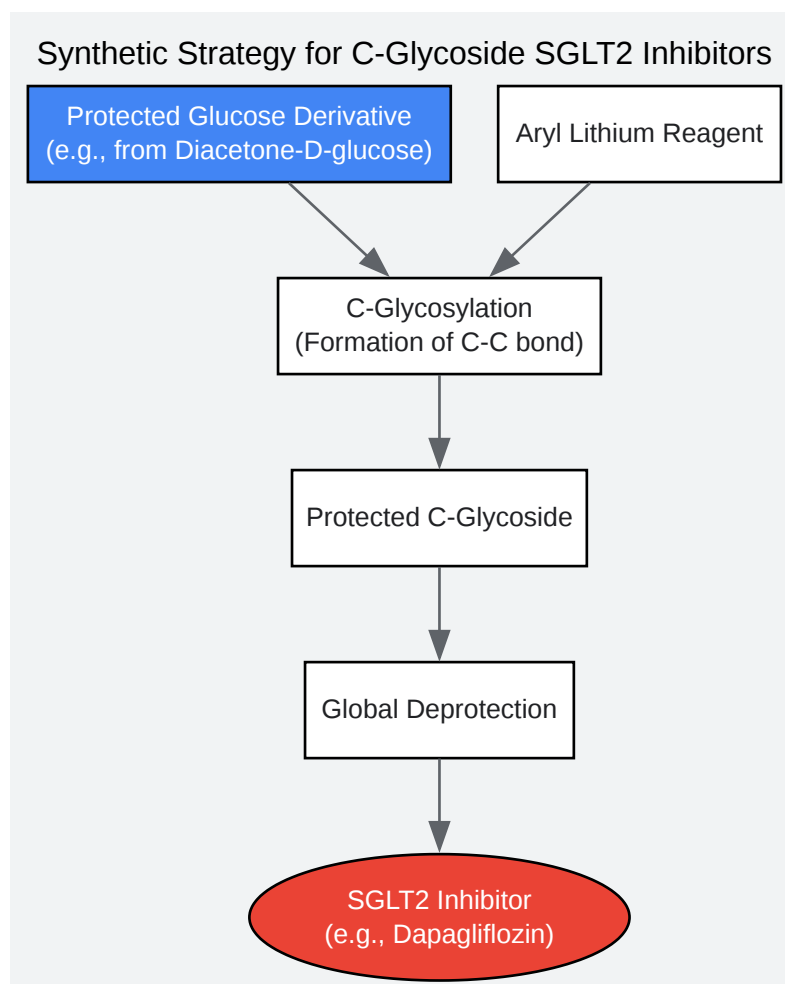 Synthetic Strategy for C-Glycoside SGLT2 Inhibitors
Protected Glucose Derivative
(e.g., from Diacetone-D-glucose)
Aryl Lithium Reagent
C-Glycosylation
(Formation of C-C bond)
Protected C-Glycoside
Global Deprotection
SGLT2 Inhibitor
(e.g., Dapagliflozin)